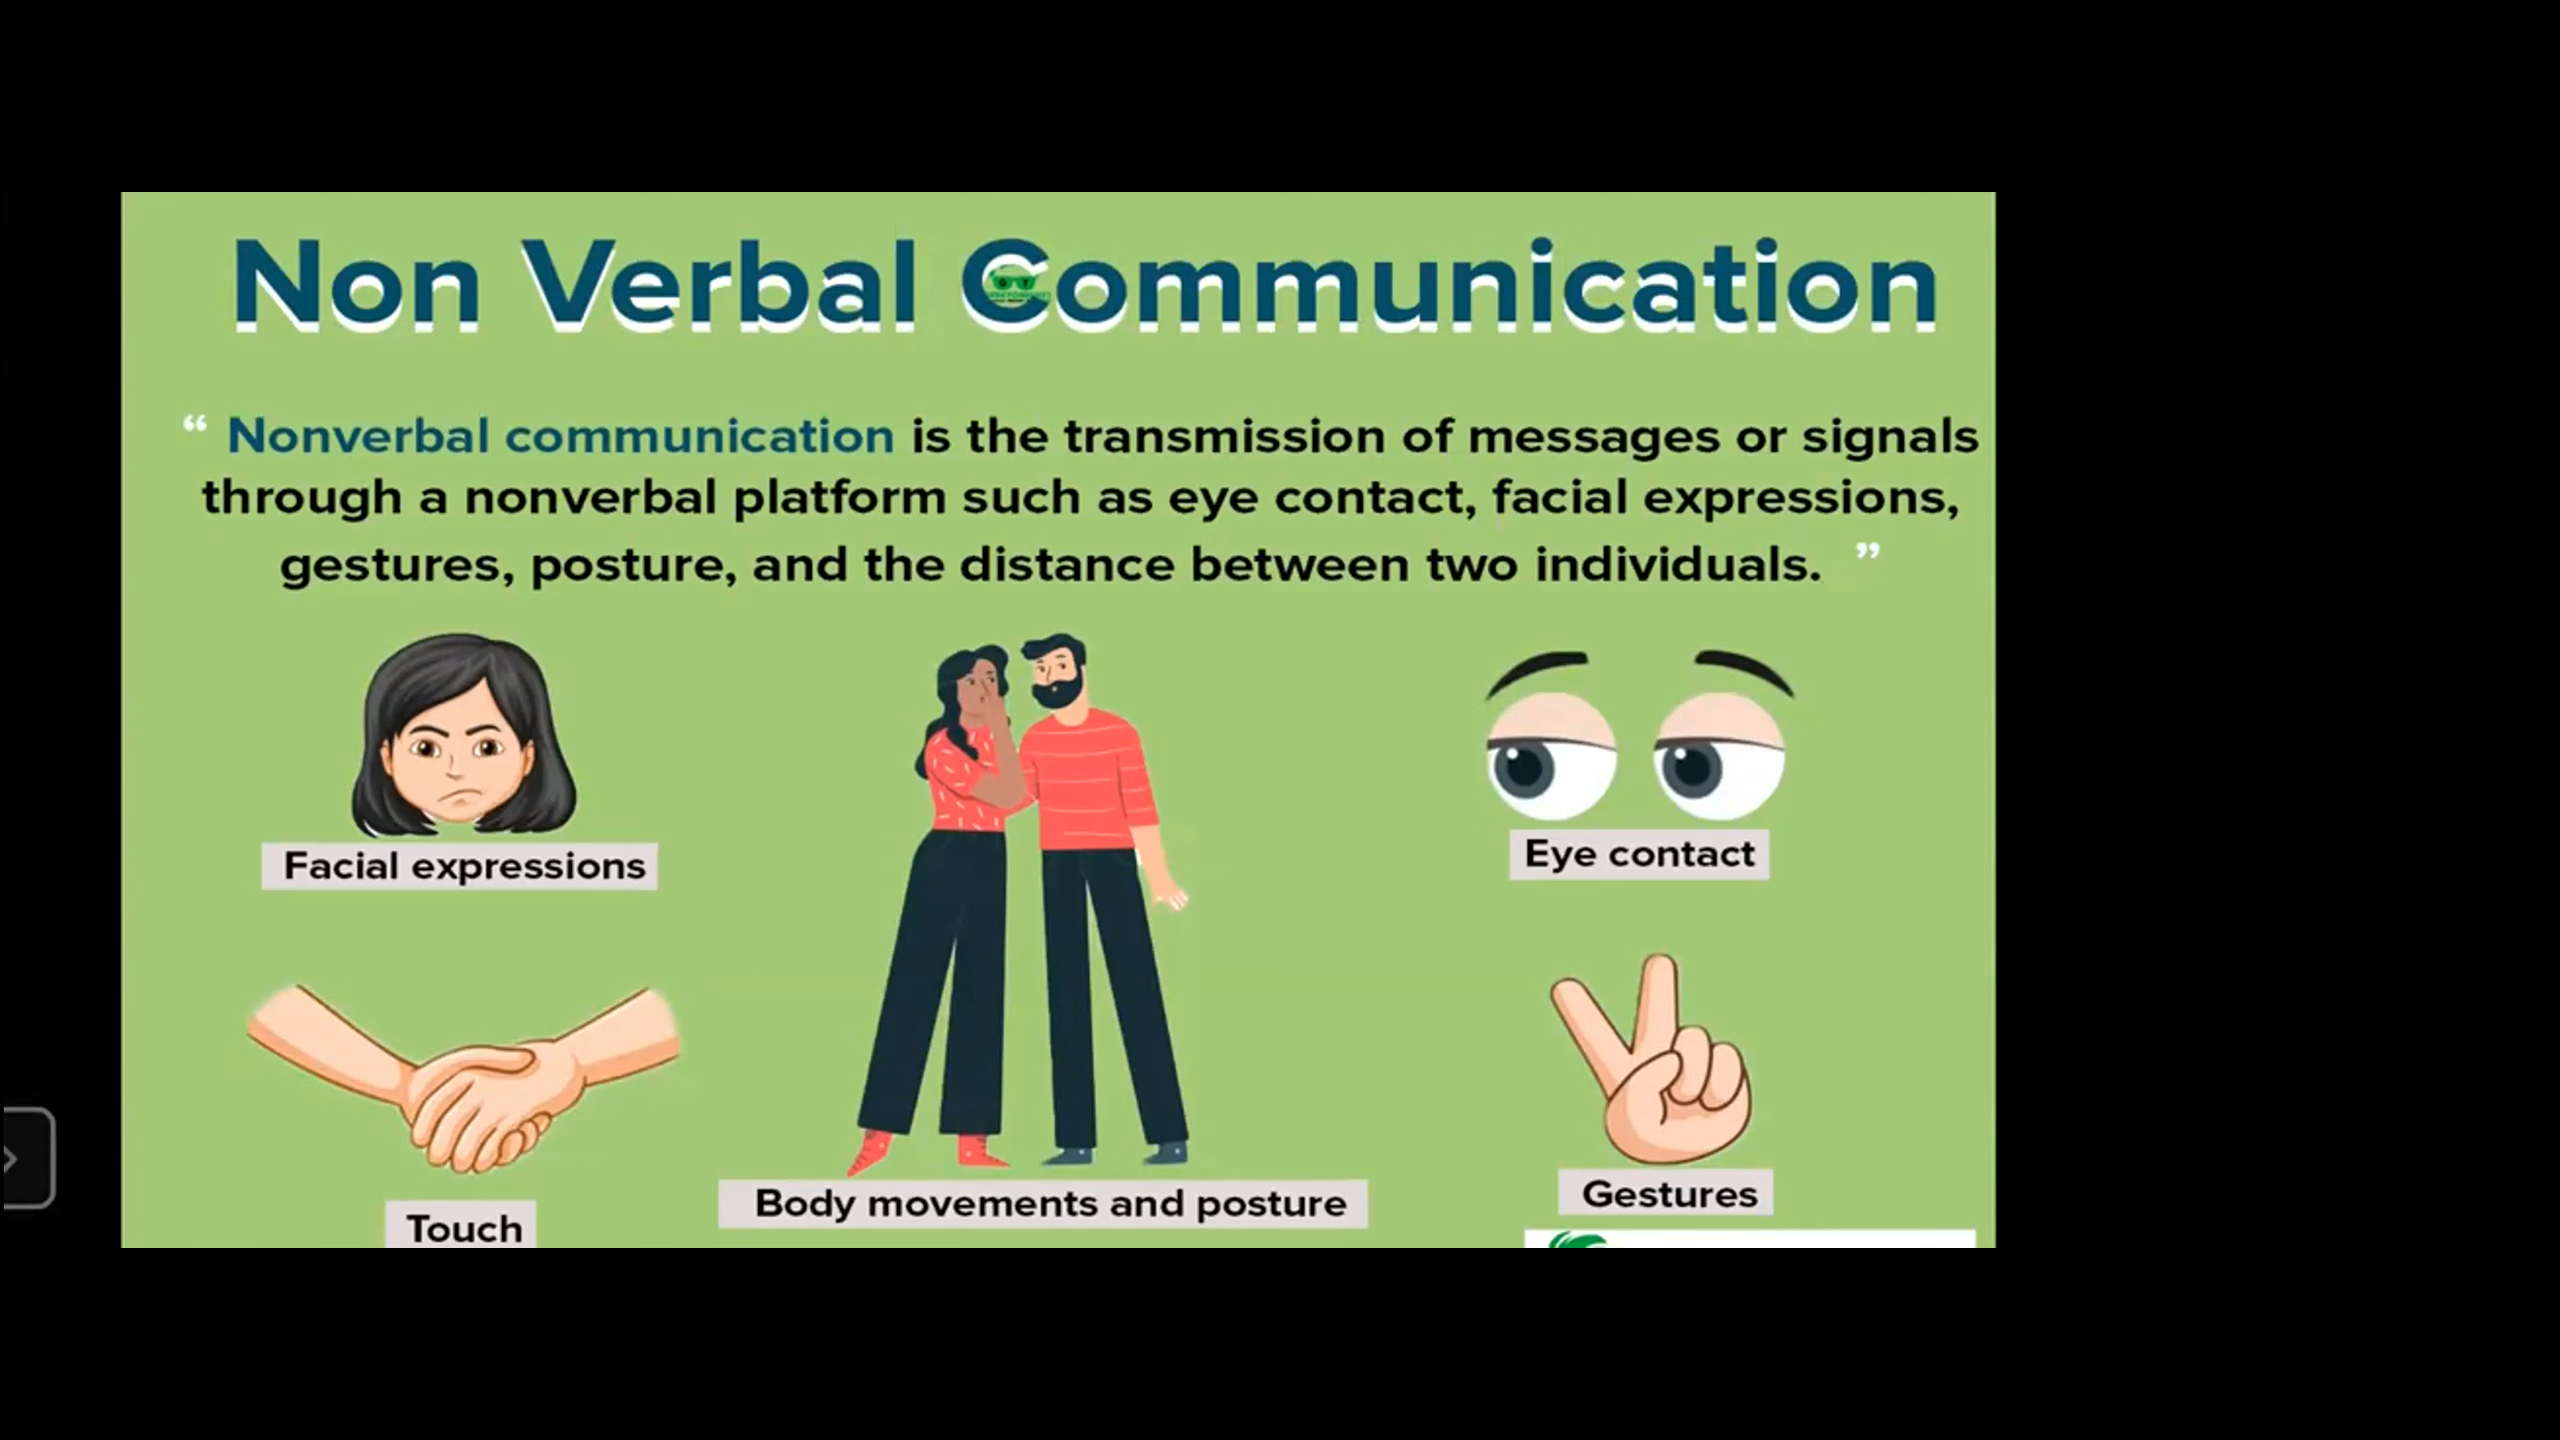 Non Verbal Communication
“ Nonverbal communication is the transmission of messages or signals
through a nonverbal platform such as eye contact, facial expressions,
gestures, posture, and the distance between two individuals. ”
Facial expressions
Eye contact
Touch
Body movements and posture
Gestures